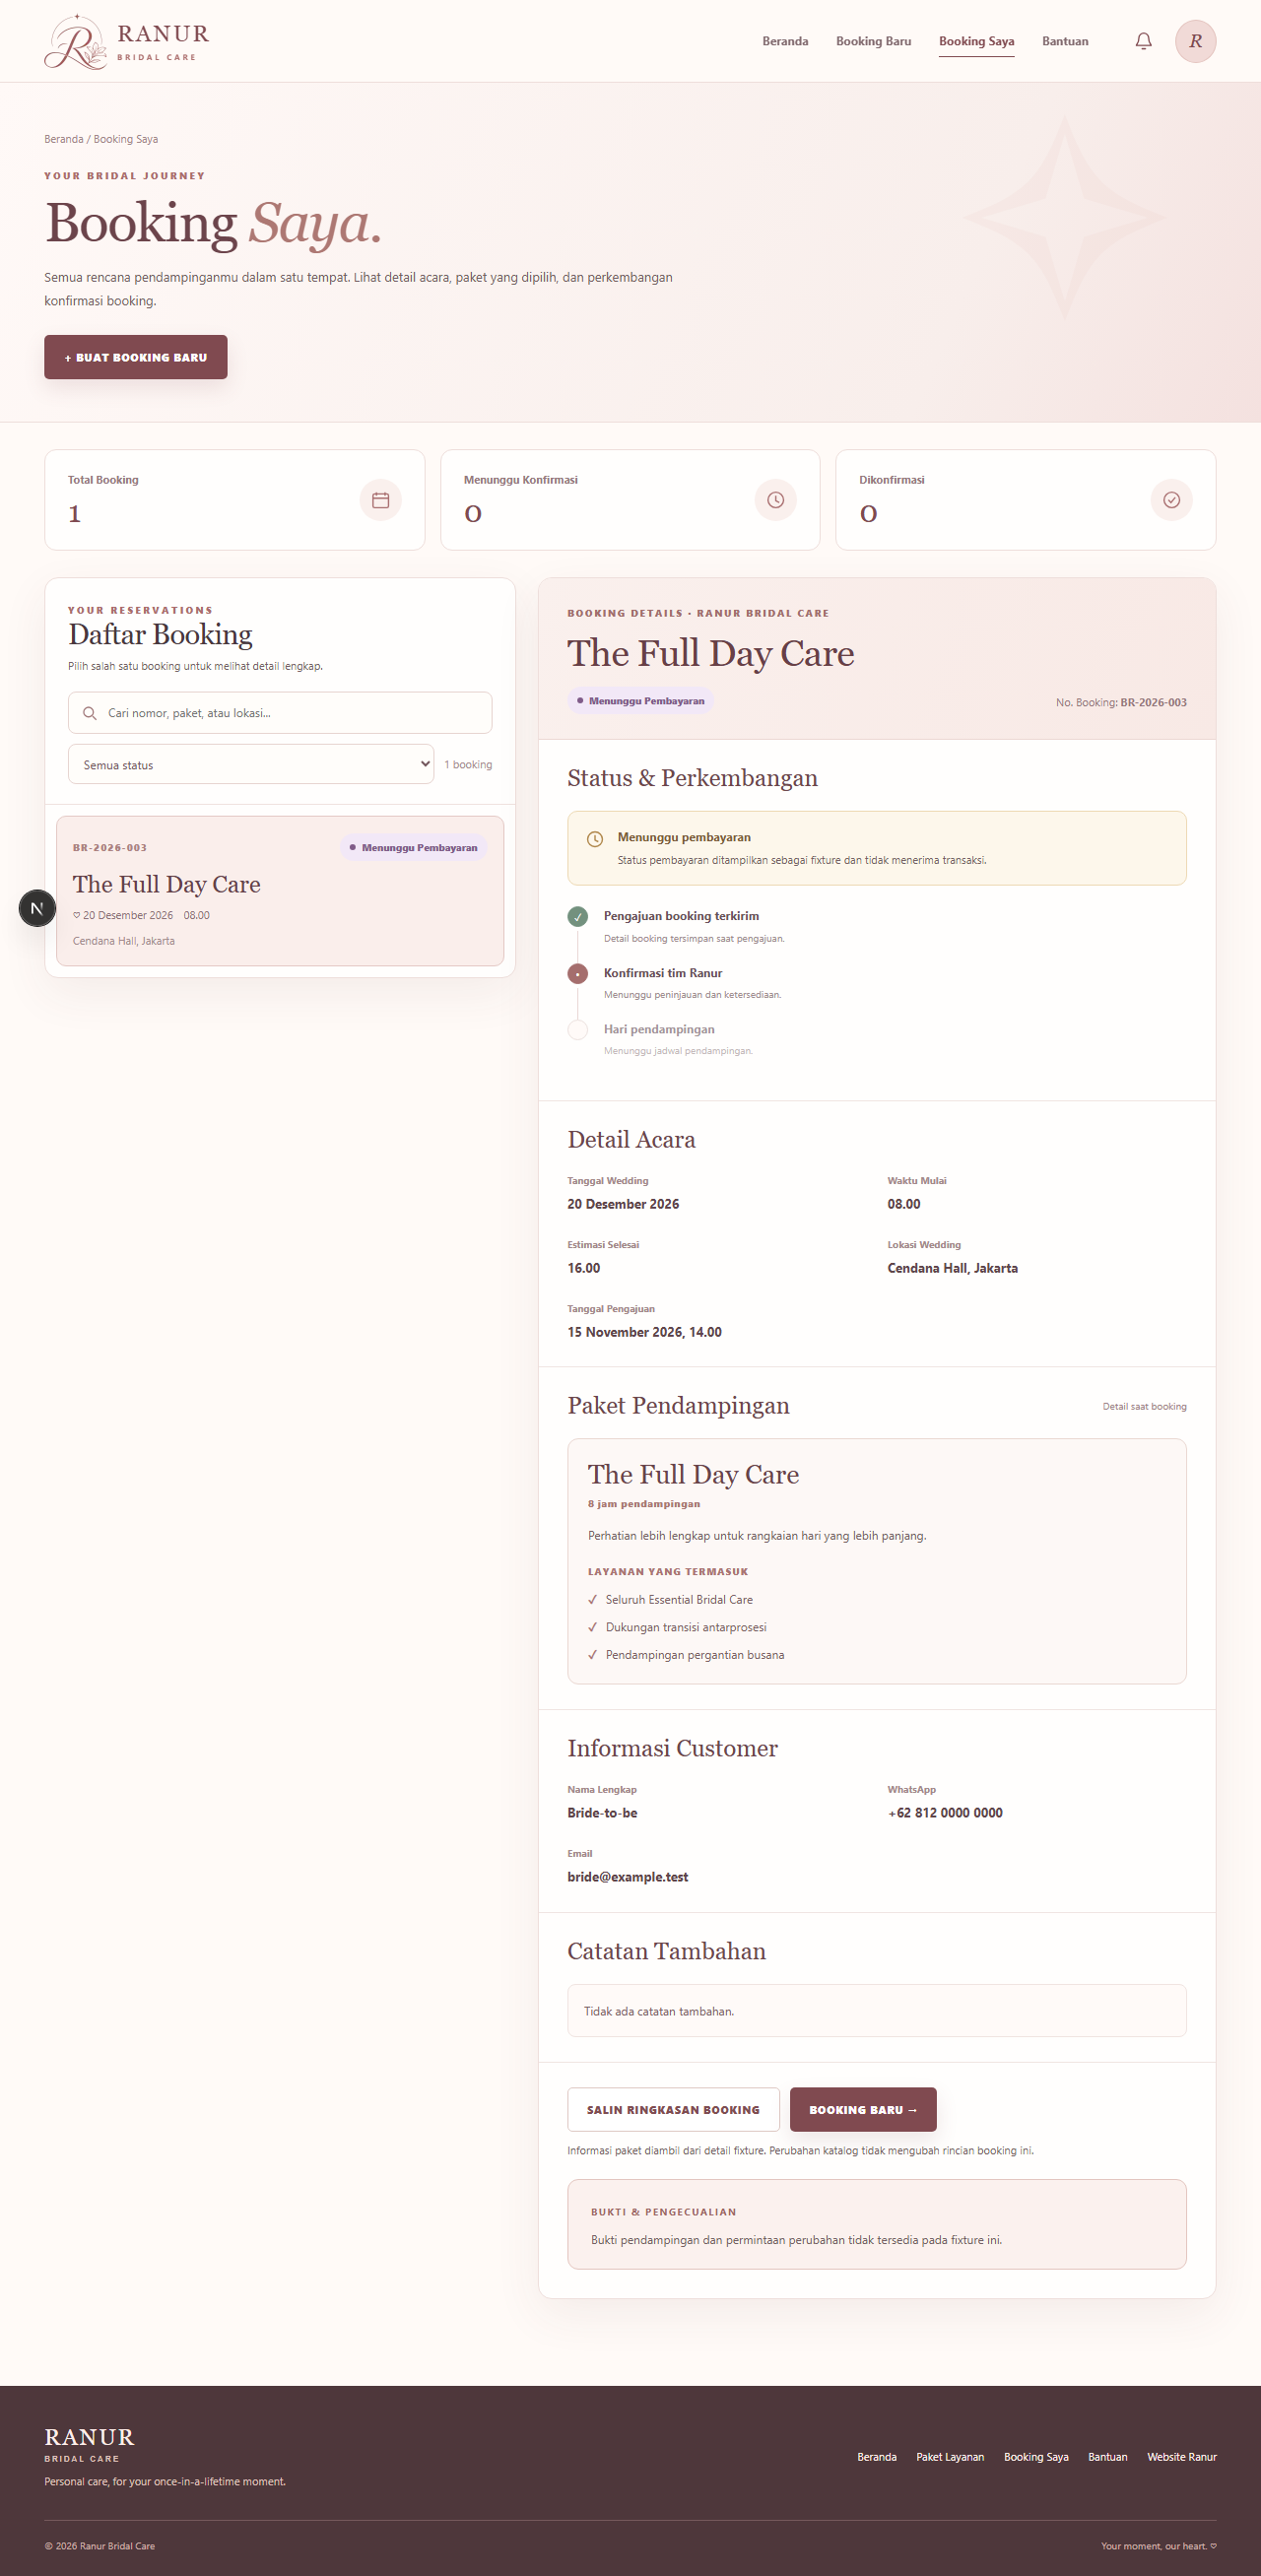 RANUR
BRIDAL CARE
Beranda
Booking Baru
Booking Saya
Bantuan
R
Beranda / Booking Saya
YOUR BRIDAL JOURNEY
Booking Saya.
Semua rencana pendampinganmu dalam satu tempat. Lihat detail acara, paket yang dipilih, dan perkembangan
konfirmasi booking.
+ BUAT BOOKING BARU
Total Booking
1
Menunggu Konfirmasi
0
Dikonfirmasi
0
YOUR RESERVATIONS
Daftar Booking
Pilih salah satu booking untuk melihat detail lengkap.
Cari nomor, paket, atau lokasi...
Semua status
1 booking
BR-2026-003
Menunggu Pembayaran
The Full Day Care
♡ 20 Desember 2026 08.00
Cendana Hall, Jakarta
N
BOOKING DETAILS • RANUR BRIDAL CARE
The Full Day Care
Menunggu Pembayaran
No. Booking: BR-2026-003
Status & Perkembangan
Menunggu pembayaran
Status pembayaran ditampilkan sebagai fixture dan tidak menerima transaksi.
✓ Pengajuan booking terkirim
Detail booking tersimpan saat pengajuan.
Konfirmasi tim Ranur
Menunggu peninjauan dan ketersediaan.
Hari pendampingan
Menunggu jadwal pendampingan.
Detail Acara
Tanggal Wedding
20 Desember 2026
Waktu Mulai
08.00
Estimasi Selesai
16.00
Lokasi Wedding
Cendana Hall, Jakarta
Tanggal Pengajuan
15 November 2026, 14.00
Paket Pendampingan
Detail saat booking
The Full Day Care
8 jam pendampingan
Perhatian lebih lengkap untuk rangkaian hari yang lebih panjang.
LAYANAN YANG TERMASUK
✓ Seluruh Essential Bridal Care
✓ Dukungan transisi antarprosesi
✓ Pendampingan pergantian busana
Informasi Customer
Nama Lengkap
Bride-to-be
WhatsApp
+62 812 0000 0000
Email
bride@example.test
Catatan Tambahan
Tidak ada catatan tambahan.
SALIN RINGKASAN BOOKING
BOOKING BARU →
Informasi paket diambil dari detail fixture. Perubahan katalog tidak mengubah rincian booking ini.
BUKTI & PENGECUALIAN
Bukti pendampingan dan permintaan perubahan tidak tersedia pada fixture ini.
RANUR
BRIDAL CARE
Personal care, for your once-in-a-lifetime moment.
Beranda
Paket Layanan
Booking Saya
Bantuan
Website Ranur
© 2026 Ranur Bridal Care
Your moment, our heart. ♡